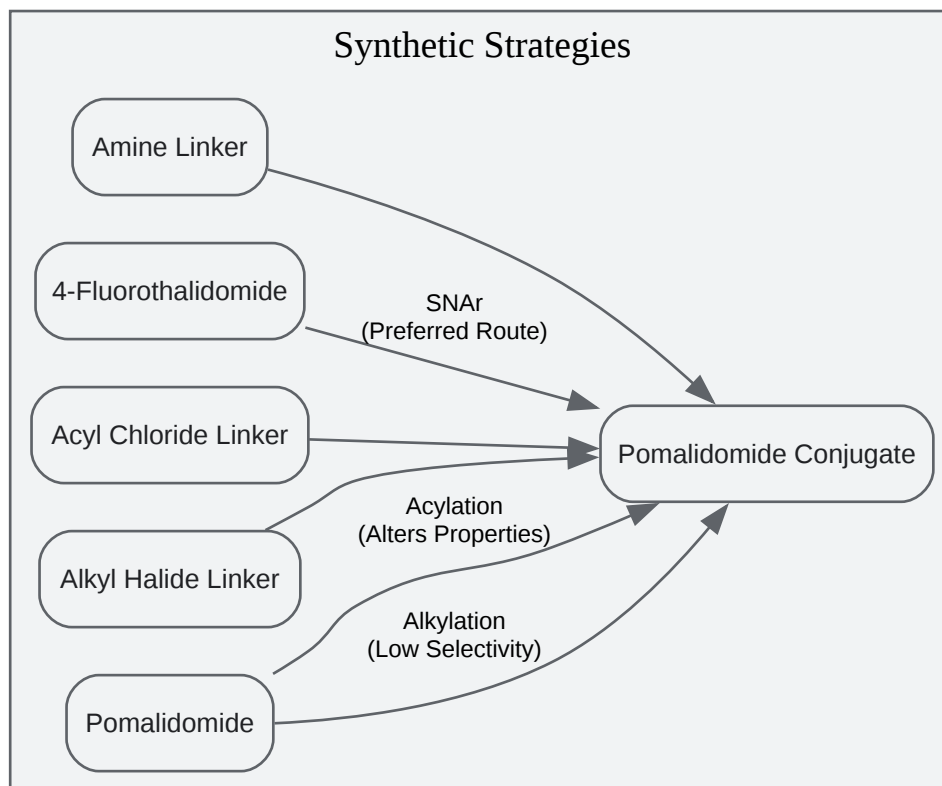 Synthetic Strategies
Amine Linker
4-Fluorothalidomide
SNAr
(Preferred Route)
Acyl Chloride Linker
Pomalidomide Conjugate
Acylation
(Alters Properties)
Alkyl Halide Linker
Alkylation
(Low Selectivity)
Pomalidomide